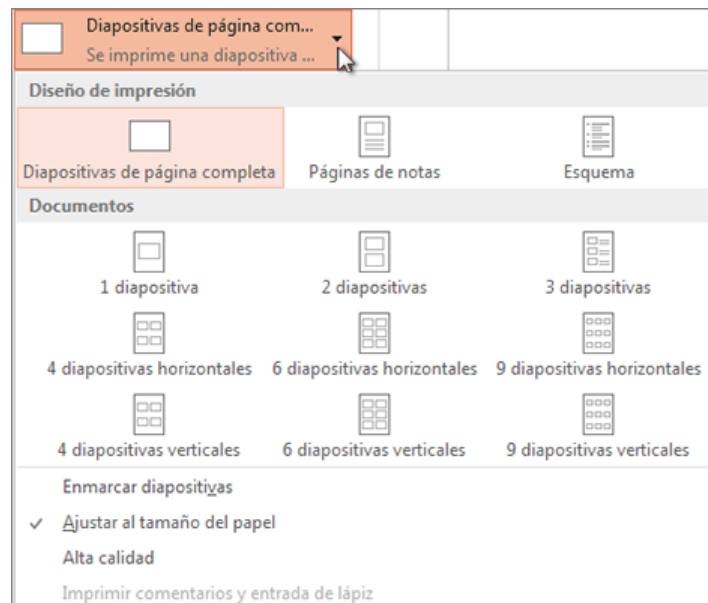 Diapositivas de página com...
Se imprime una diapositiva ...
Diseño de impresión
Diapositivas de página completa
Páginas de notas
Esquema
Documentos
1 diapositiva
2 diapositivas
3 diapositivas
4 diapositivas horizontales
6 diapositivas horizontales
9 diapositivas horizontales
4 diapositivas verticales
6 diapositivas verticales
9 diapositivas verticales
Enmarcar diapositivas
Ajustar al tamaño del papel
Alta calidad
Imprimir comentarios y entrada de lápiz